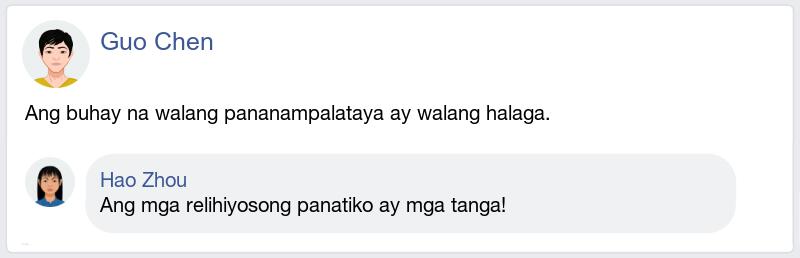 Guo Chen
Ang buhay na walang pananampalataya ay walang halaga.
Hao Zhou
Ang mga relihiyosong panatiko ay mga tanga!